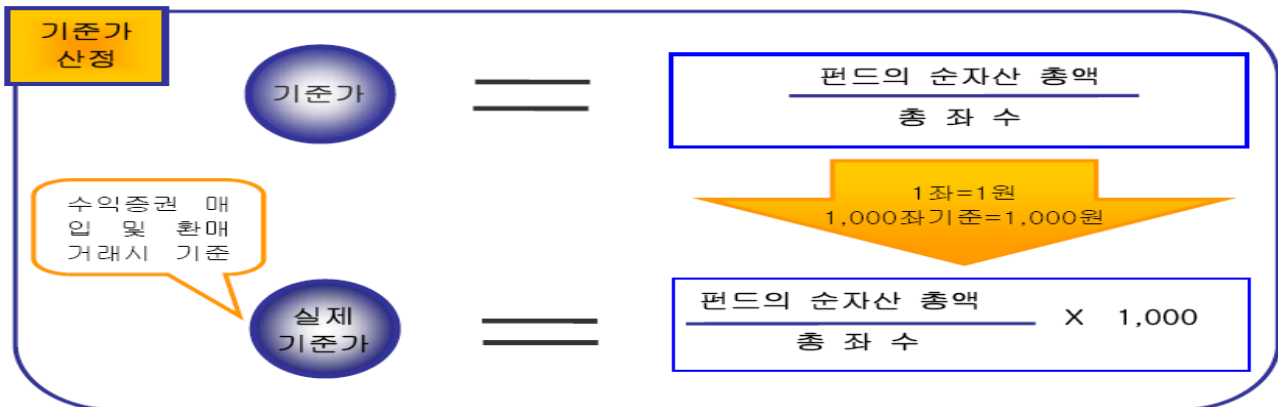 기준가
산정
기준가
펀드의 순자산 총액
총 좌 수
1좌=1원
1,000좌기준=1,000원
수익증권 매
입 및 환매
거래시 기준
실제
기준가
펀드의 순자산 총액
총 좌 수
X 1,000